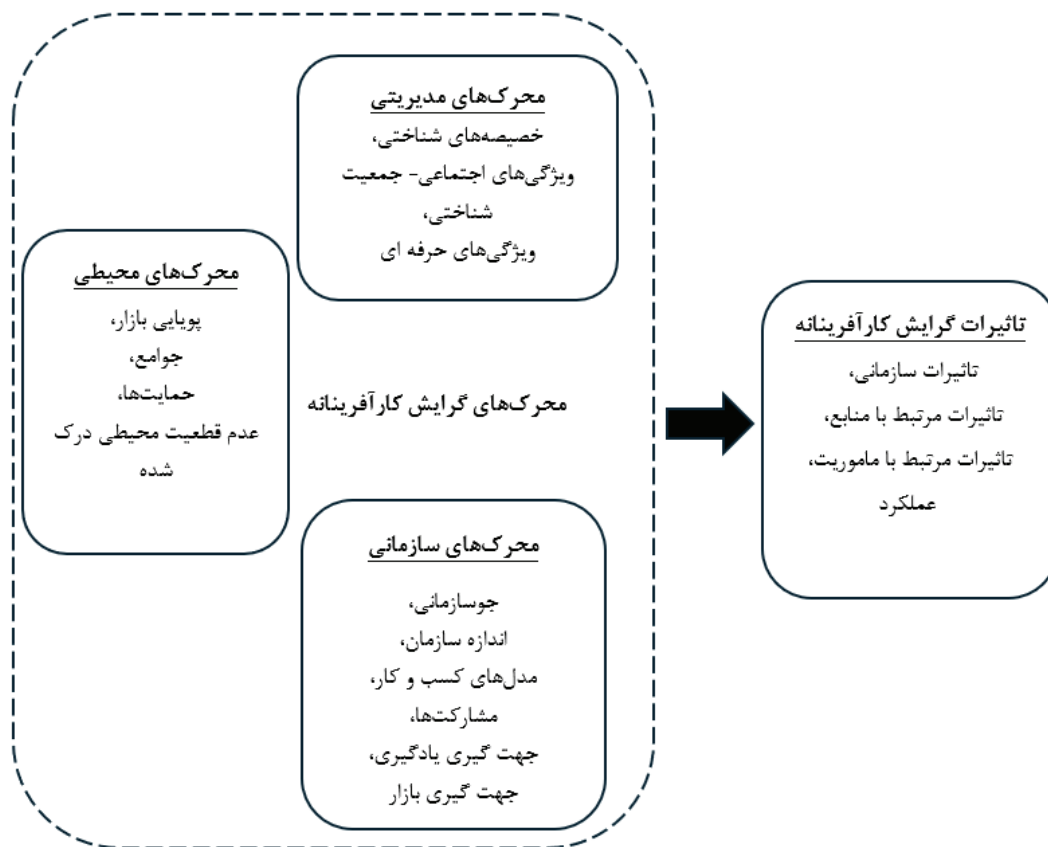 محرک‌های مدیریتی
خصیصه‌های شناختی،
ویژگی‌های اجتماعی- جمعیت
شناختی،
ویژگی‌های حرفه ای
محرک‌های محیطی
پویایی بازار،
جوامع،
حمایت‌ها،
عدم قطعیت محیطی درک
شده
محرک‌های گرایش کارآفرینانه
محرک‌های سازمانی
جوسازمانی،
اندازه سازمان،
مدل‌های کسب و کار،
مشارکت‌ها،
جهت گیری یادگیری،
جهت گیری بازار
تاثیرات گرایش کارآفرینانه
تاثیرات سازمانی،
تاثیرات مرتبط با منابع،
تاثیرات مرتبط با ماموریت،
عملکرد